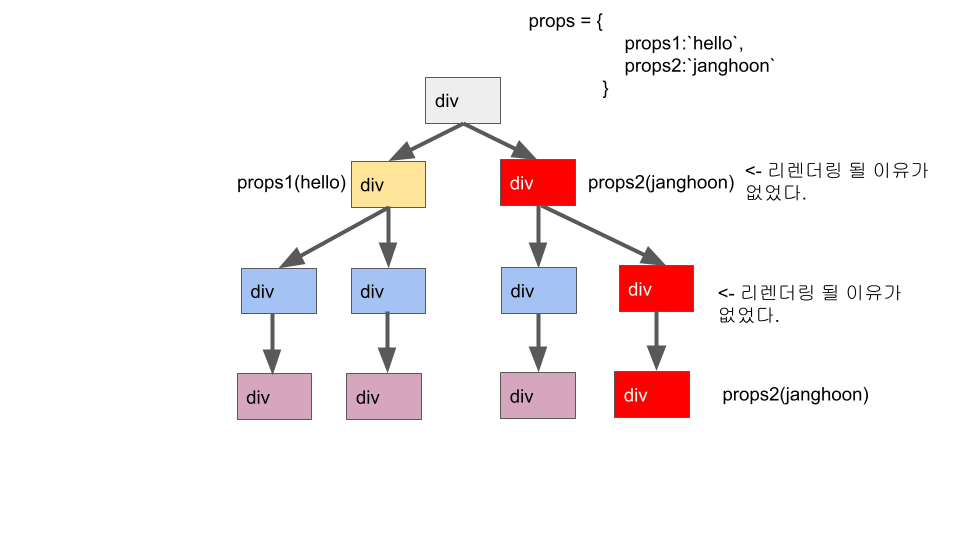 props = {
props1:`hello`,
props2:`janghoon`
}
div
props1(hello)
div
div
props2(janghoon)
<- 리렌더링 될 이유가
없었다.
div
div
div
div
<- 리렌더링 될 이유가
없었다.
div
div
div
div
props2(janghoon)